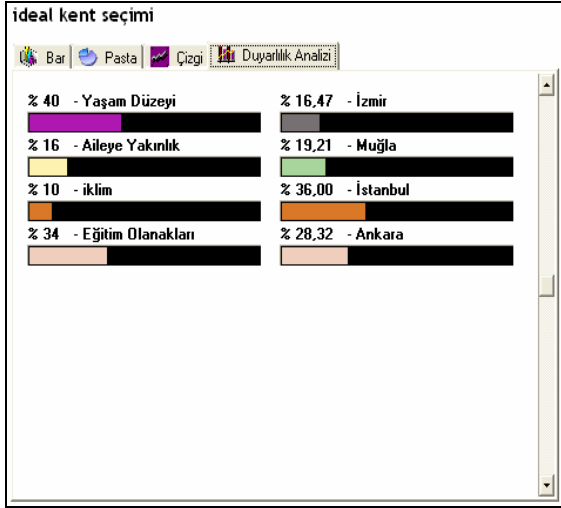 ideal kent seçimi
Bar Pasta Çizgi Duyarlılık Analizi
% 40 - Yaşam Düzeyi
% 16 - Aileye Yakınlık
% 10 - iklim
% 34 - Eğitim Olanakları
% 16,47 - İzmir
% 19,21 - Muğla
% 36,00 - İstanbul
% 28,32 - Ankara